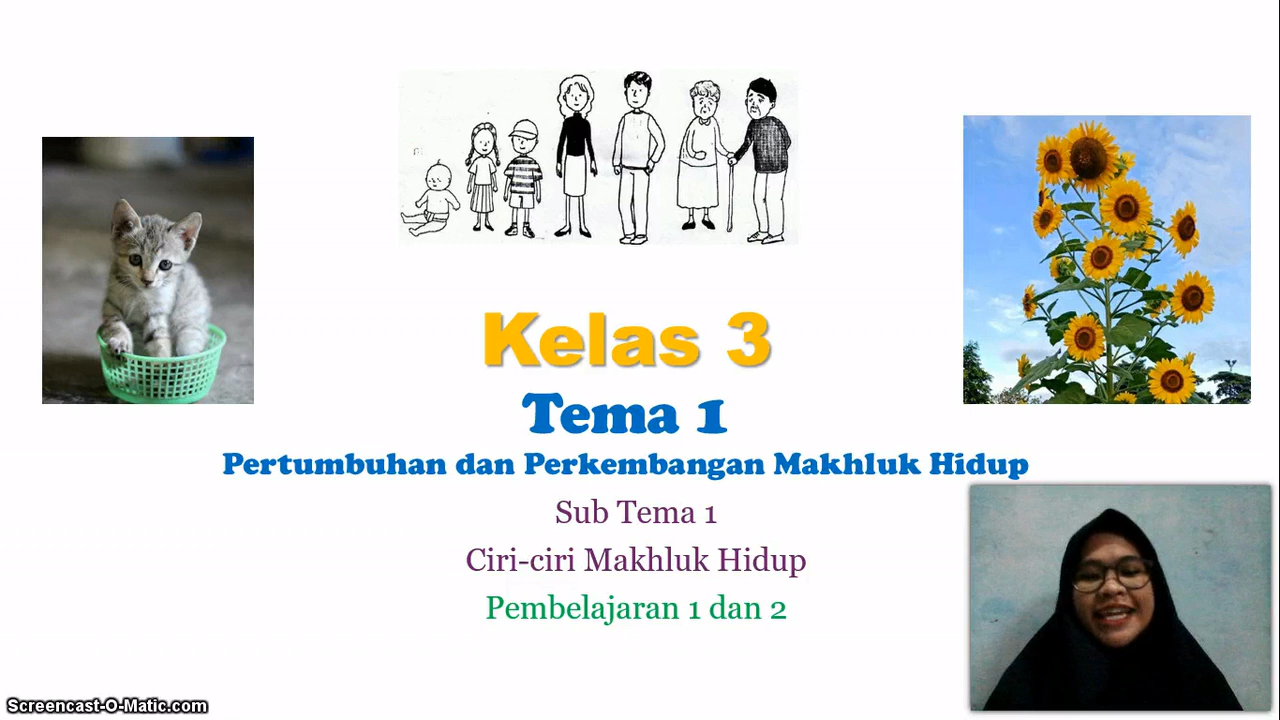 Kelas 3
Tema 1
Pertumbuhan dan Perkembangan Makhluk Hidup
Sub Tema 1
Ciri-ciri Makhluk Hidup
Pembelajaran 1 dan 2
Screencast-O-Matic.com